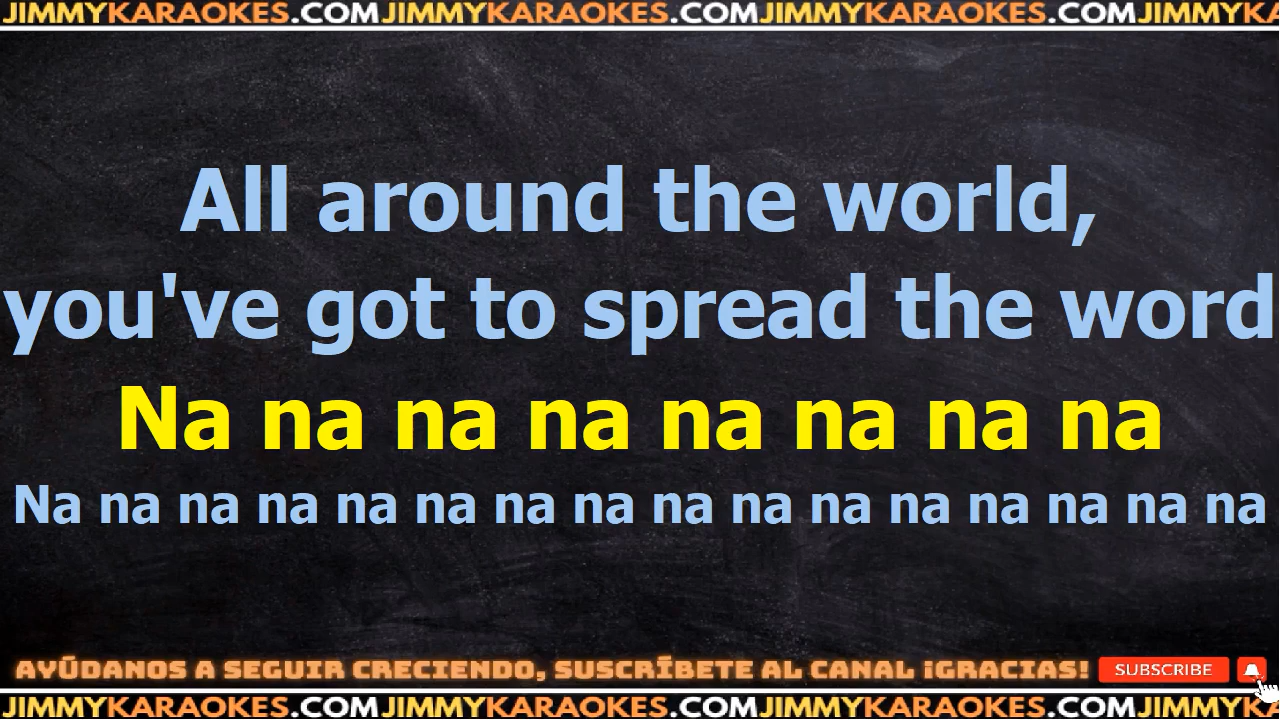 JIMMYKARAOKES.COMJIMMYKARAOKES.COMJIMMYKARAOKES.COMJIMMYKA
All around the world,
you've got to spread the word
Na na na na na na na na
Na na na na na na na na na na na na na na na na
AYÚDANOS A SEGUIR CRECIENDO, SUSCRÍBETE AL CANAL ¡GRACIAS! SUBSCRIBE
JIMMYKARAOKES.COMJIMMYKARAOKES.COMJIMMYKARAOKES.COMJIMMYKA